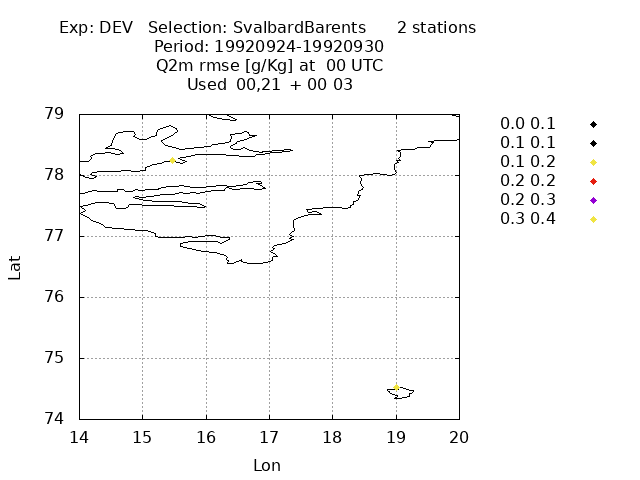 Exp: DEV   Selection: SvalbardBarents      2 stations
Period: 19920924-19920930
Q2m rmse [g/Kg] at  00 UTC
Used  00,21  + 00 03
0.0 0.1
0.1 0.1
0.1 0.2
0.2 0.2
0.2 0.3
0.3 0.4
79
78
77
76
75
74
Lat
14 15 16 17 18 19 20
Lon